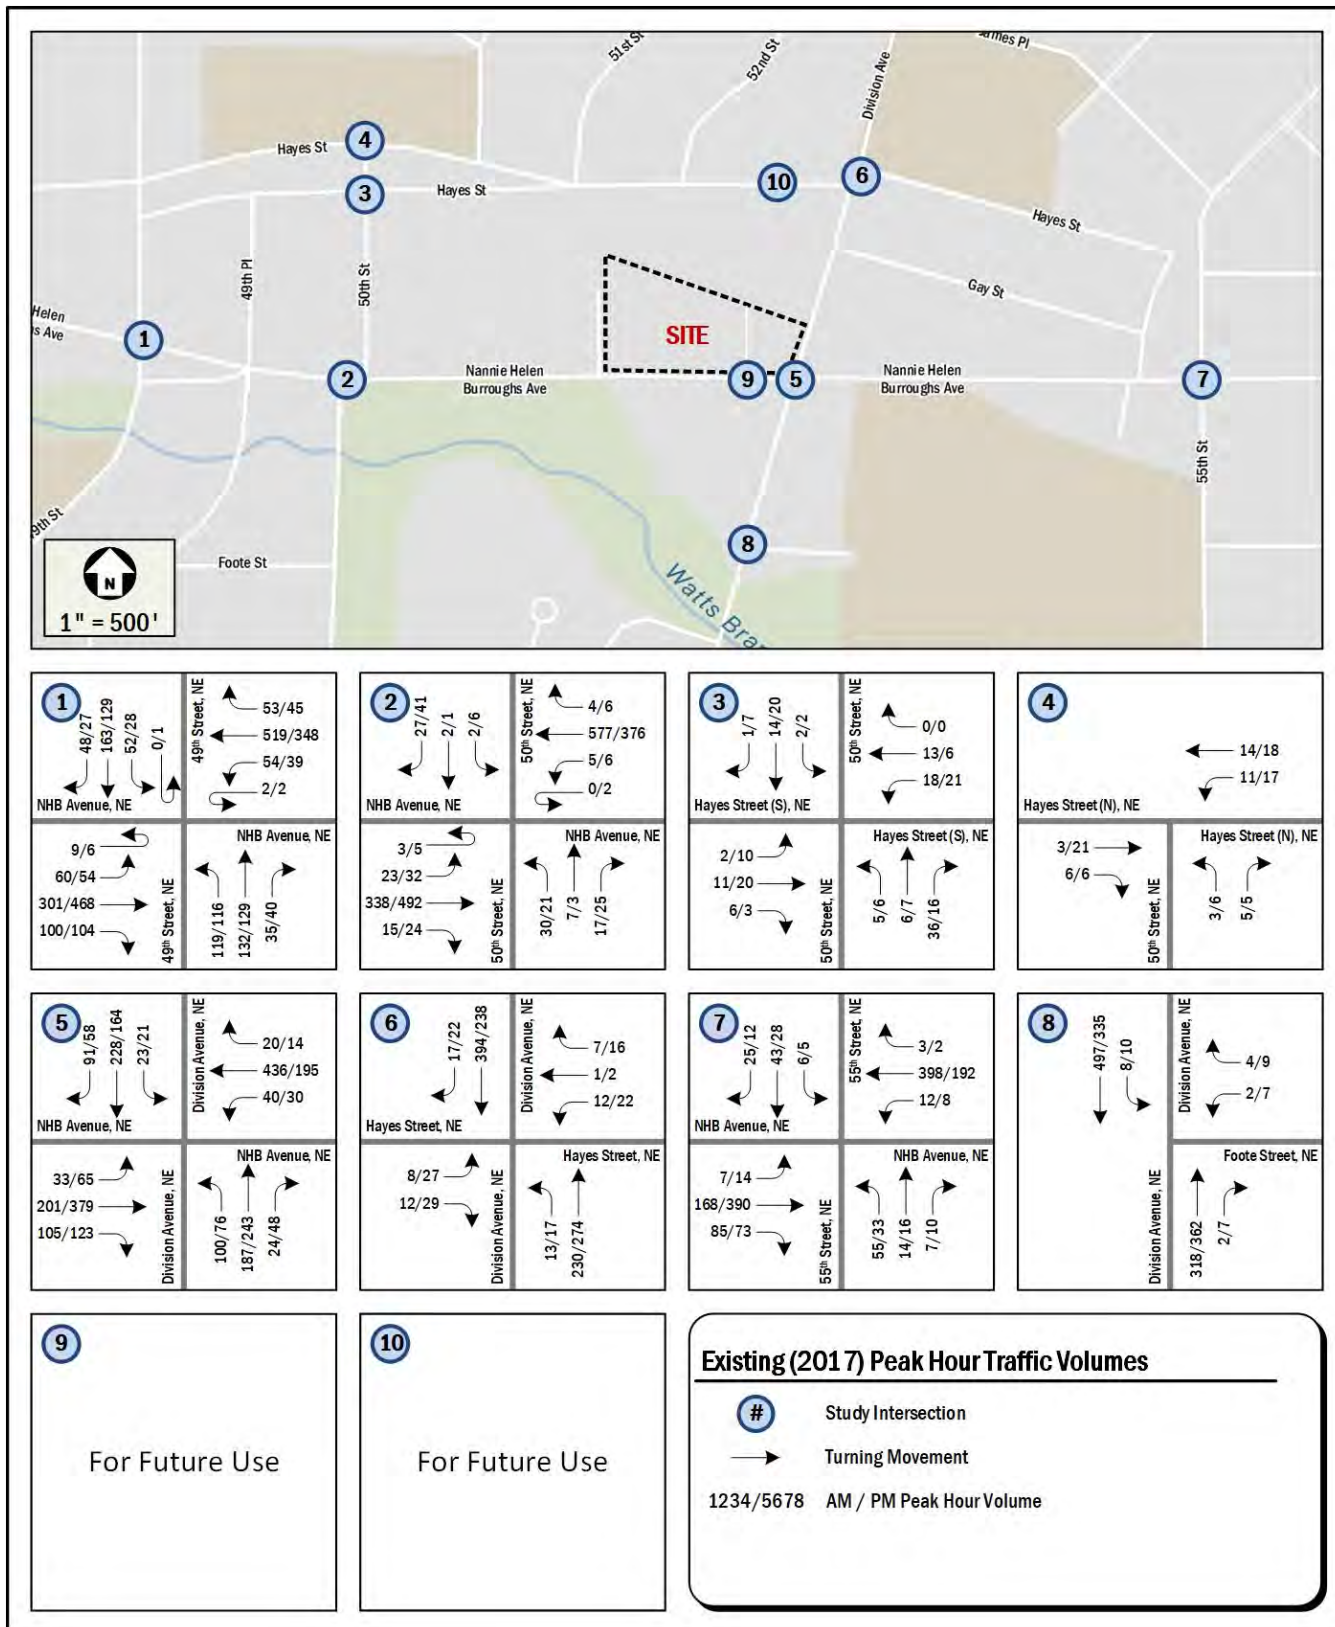 James Pl
51st St
52nd St
Division Ave
4
Hayes St
3
Hayes St
10
6
Hayes St
49th Pl
50th St
Gay St
Helen
1
SITE
2
Nannie Helen
Burroughs Ave
9
5
Nannie Helen
Burroughs Ave
7
55th St
8
Foote St
Watts Bra
N
1" = 500'
1
48/27
163/129
52/28
0/1
49th Street, NE
53/45
519/348
54/39
2/2
NHB Avenue, NE
9/6
60/54
301/468
100/104
49th Street, NE
NHB Avenue, NE
119/116
132/129
35/40
2
27/41
2/1
2/6
50th Street, NE
4/6
577/376
5/6
0/2
NHB Avenue, NE
3/5
23/32
338/492
15/24
50th Street, NE
NHB Avenue, NE
30/21
7/3
17/25
3
1/7
14/20
2/2
50th Street, NE
0/0
13/6
18/21
Hayes Street (S), NE
2/10
11/20
6/3
50th Street, NE
Hayes Street (S), NE
5/6
6/7
36/16
4
14/18
11/17
Hayes Street (N), NE
3/21
6/6
50th Street, NE
Hayes Street (N), NE
3/6
5/5
5
91/58
228/164
23/21
Division Avenue, NE
20/14
436/195
40/30
NHB Avenue, NE
33/65
201/379
105/123
Division Avenue, NE
NHB Avenue, NE
100/76
187/243
24/48
6
17/22
394/238
Division Avenue, NE
7/16
1/2
12/22
Hayes Street, NE
8/27
12/29
Division Avenue, NE
Hayes Street, NE
13/17
230/274
7
25/12
43/28
6/5
55th Street, NE
3/2
398/192
12/8
NHB Avenue, NE
7/14
168/390
85/73
55th Street, NE
NHB Avenue, NE
55/33
14/16
7/10
8
497/335
8/10
Division Avenue, NE
4/9
2/7
Foote Street, NE
Division Avenue, NE
318/362
2/7
9
For Future Use
10
For Future Use
Existing (2017) Peak Hour Traffic Volumes
# Study Intersection
Turning Movement
1234/5678 AM / PM Peak Hour Volume